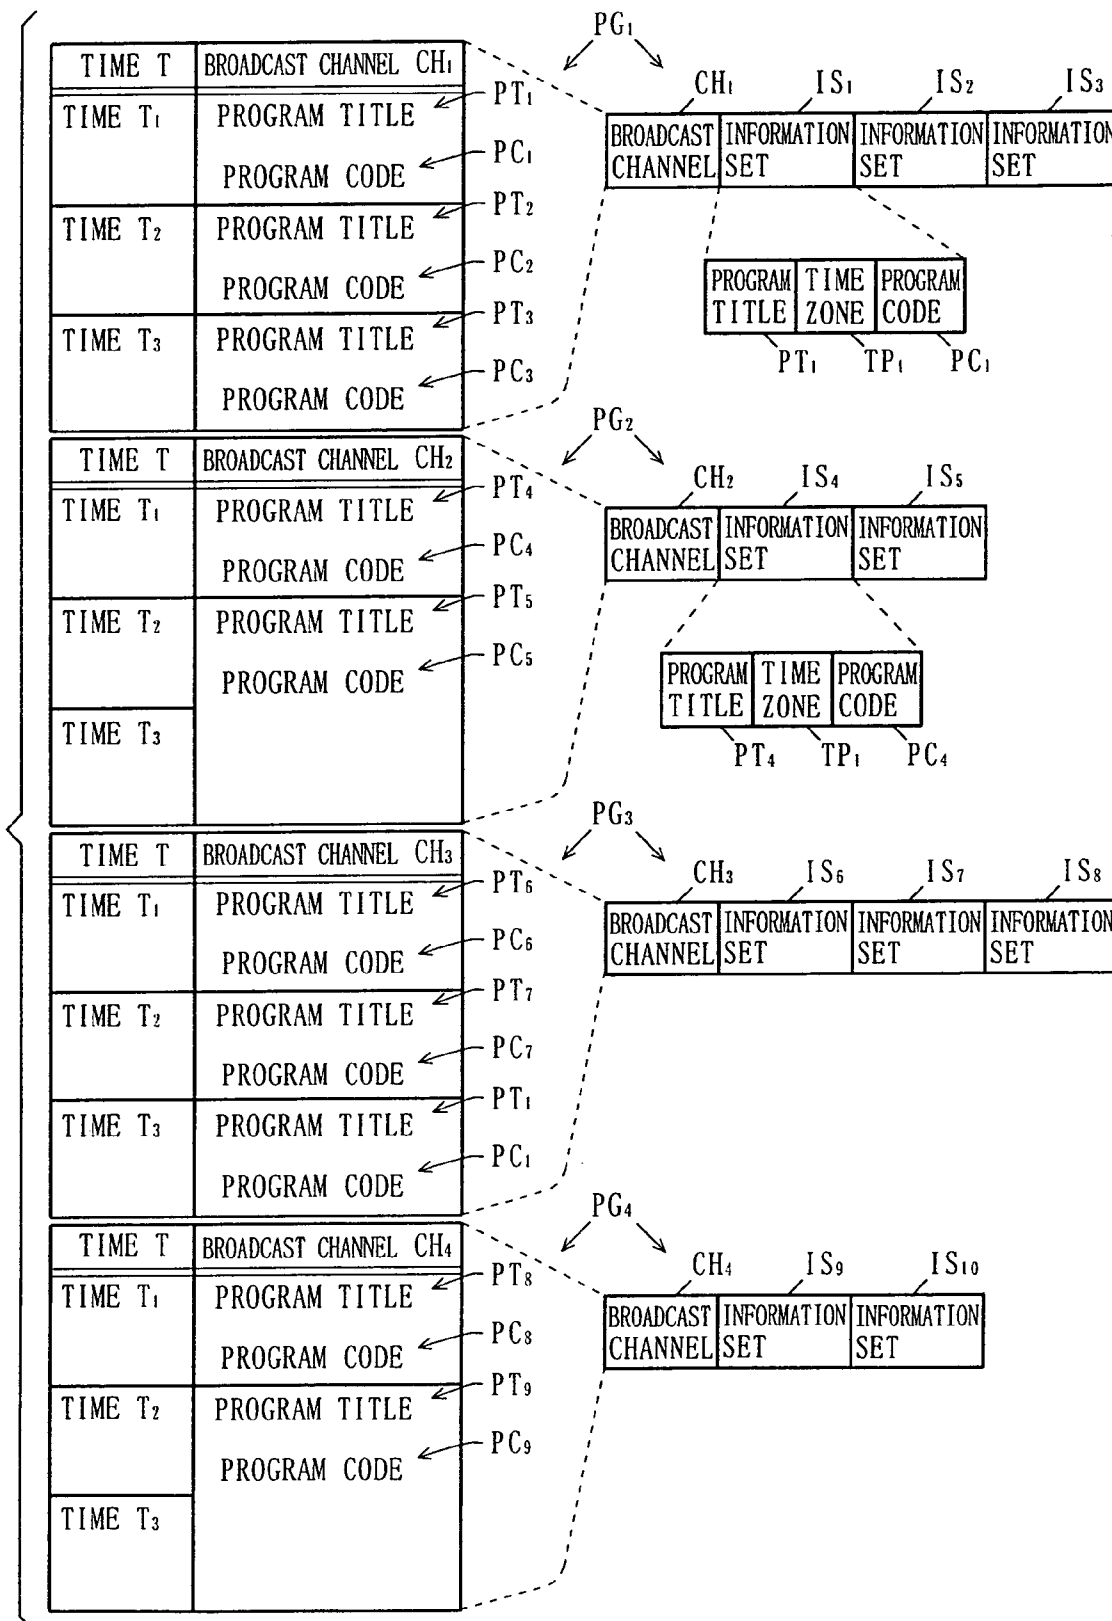 PG₁
TIME T BROADCAST CHANNEL CH₁
PT₁
TIME T₁ PROGRAM TITLE
PC₁
PROGRAM CODE
PT₂
TIME T₂ PROGRAM TITLE
PC₂
PROGRAM CODE
PT₃
TIME T₃ PROGRAM TITLE
PC₃
PROGRAM CODE
CH₁ IS₁ IS₂ IS₃
BROADCAST CHANNEL
INFORMATION SET
INFORMATION SET
INFORMATION SET
PROGRAM TITLE
TIME ZONE
PROGRAM CODE
PT₁ TP₁ PC₁
PG₂
TIME T BROADCAST CHANNEL CH₂
PT₄
TIME T₁ PROGRAM TITLE
PC₄
PROGRAM CODE
PT₅
TIME T₂ PROGRAM TITLE
PC₅
PROGRAM CODE
TIME T₃
CH₂ IS₄ IS₅
BROADCAST CHANNEL
INFORMATION SET
INFORMATION SET
PROGRAM TITLE
TIME ZONE
PROGRAM CODE
PT₄ TP₁ PC₄
PG₃
TIME T BROADCAST CHANNEL CH₃
PT₆
TIME T₁ PROGRAM TITLE
PC₆
PROGRAM CODE
PT₇
TIME T₂ PROGRAM TITLE
PC₇
PROGRAM CODE
PT₁
TIME T₃ PROGRAM TITLE
PC₁
PROGRAM CODE
CH₃ IS₆ IS₇ IS₈
BROADCAST CHANNEL
INFORMATION SET
INFORMATION SET
INFORMATION SET
PG₄
TIME T BROADCAST CHANNEL CH₄
PT₈
TIME T₁ PROGRAM TITLE
PC₈
PROGRAM CODE
PT₉
TIME T₂ PROGRAM TITLE
PC₉
PROGRAM CODE
TIME T₃
CH₄ IS₉ IS₁₀
BROADCAST CHANNEL
INFORMATION SET
INFORMATION SET